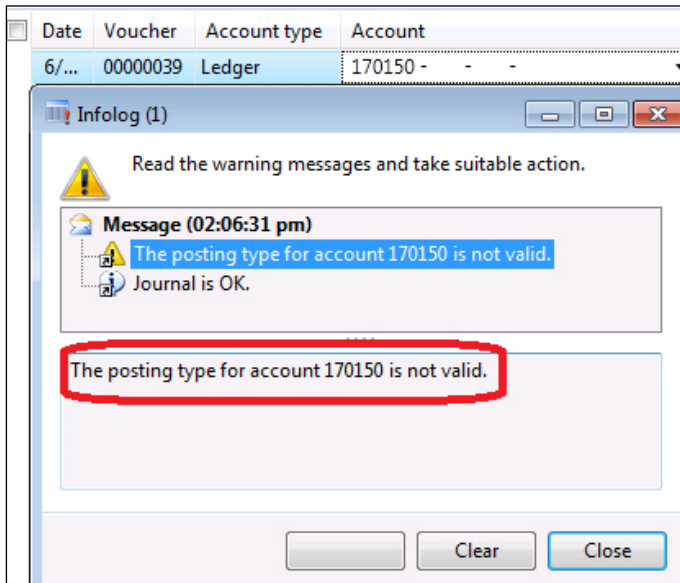 Date Voucher Account type Account
6/... 00000039 Ledger 170150 - - -
Infolog (1)
Read the warning messages and take suitable action.
Message (02:06:31 pm)
The posting type for account 170150 is not valid.
Journal is OK.
The posting type for account 170150 is not valid.
Clear Close